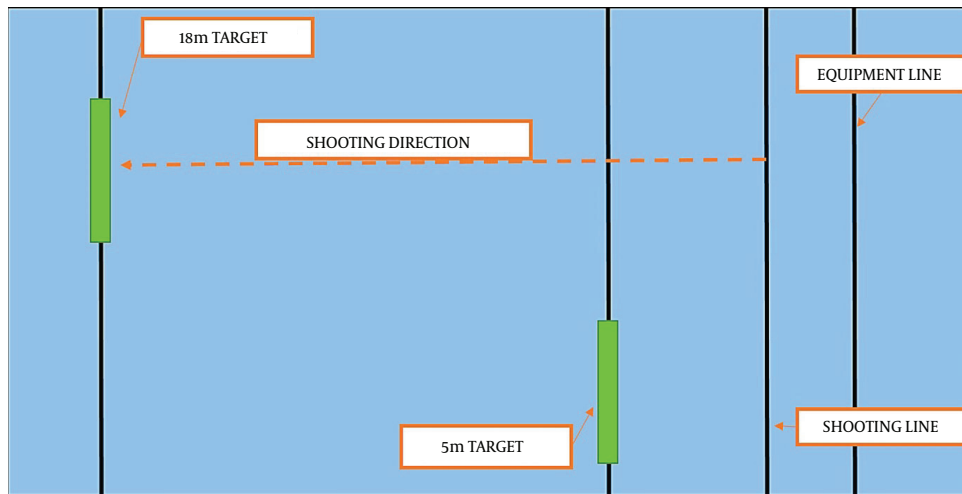 18m TARGET
EQUIPMENT LINE
SHOOTING DIRECTION
SHOOTING LINE
5m TARGET